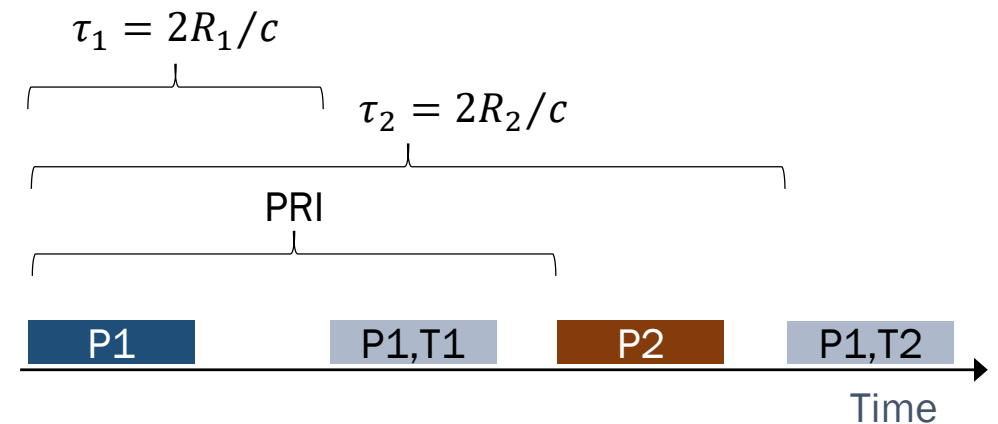 τ₁ = 2R₁/c
τ₂ = 2R₂/c
PRI
P1 P1,T1 P2 P1,T2
Time